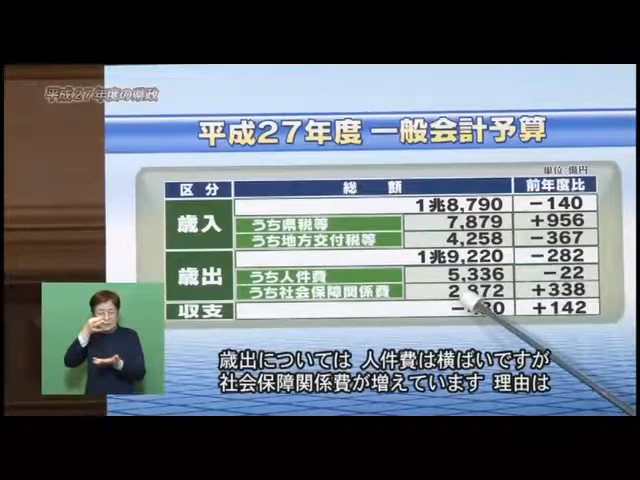 平成27年度の県政
平成27年度 一般会計予算
単位:億円
区分 総額 前年度比
歳入 1兆8,790 -140
うち県税等 7,879 +956
うち地方交付税等 4,258 -367
歳出 1兆9,220 -282
うち人件費 5,336 -22
うち社会保障関係費 2,872 +338
収支 +142
歳出については 人件費は横ばいですが
社会保障関係費が増えています 理由は